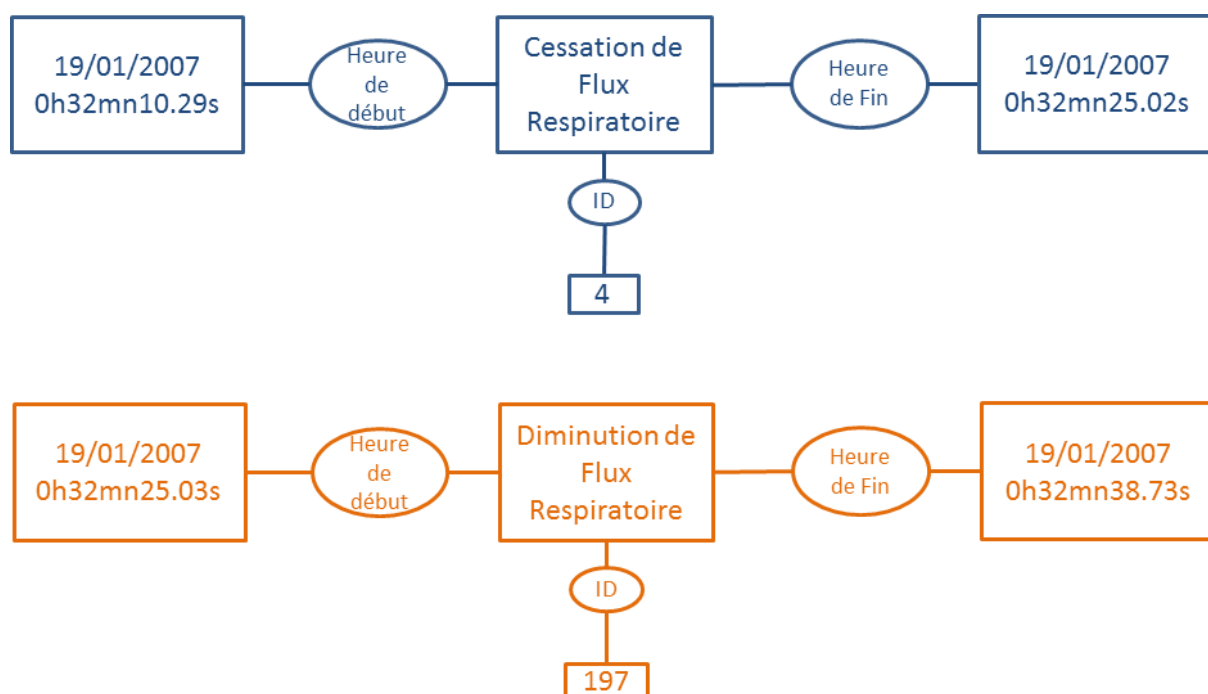 19/01/2007
0h32mn10.29s
Heure
de
début
Cessation de
Flux
Respiratoire
Heure
de Fin
19/01/2007
0h32mn25.02s
ID
4
19/01/2007
0h32mn25.03s
Heure
de
début
Diminution de
Flux
Respiratoire
Heure
de Fin
19/01/2007
0h32mn38.73s
ID
197